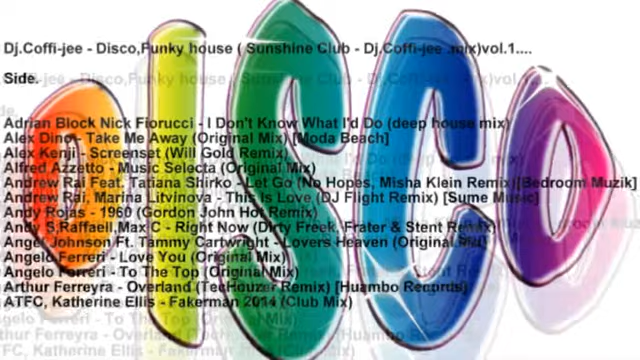 Dj.Coffi-jee - Disco,Funky house ( Sunshine Club - Dj.Coffi-jee .mix)vol.1....
Side.
Adrian Block Nick Fiorucci - I Don't Know What I'd Do (deep house mix)
Alex Dino - Take Me Away (Original Mix) [Moda Beach]
Alex Kenji - Screenset (Will Gold Remix)
Alfred Azzetto - Music Selecta (Original Mix)
Andrew Rai Feat. Tatiana Shirko - Let Go (No Hopes, Misha Klein Remix)[Bedroom Muzik]
Andrew Rai, Marina Litvinova - This Is Love (DJ Flight Remix) [Sume Music]
Andy Rojas - 1960 (Gordon John Hot Remix)
Andy S,Raffaell,Max C - Right Now (Dirty Freek, Frater & Stent Remix)
Angel Johnson Ft. Tammy Cartwright - Lovers Heaven (Original Mix)
Angelo Ferreri - Love You (Original Mix)
Angelo Ferreri - To The Top (Original Mix)
Arthur Ferreyra - Overland (TecHouzer Remix) [Huambo Records)
ATFC, Katherine Ellis - Fakerman 2014 (Club Mix)
DISCO